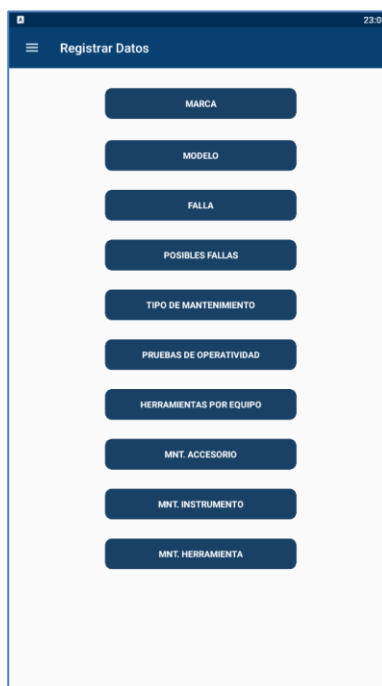 23:0
Registrar Datos
MARCA
MODELO
FALLA
POSIBLES FALLAS
TIPO DE MANTENIMIENTO
PRUEBAS DE OPERATIVIDAD
HERRAMIENTAS POR EQUIPO
MNT. ACCESORIO
MNT. INSTRUMENTO
MNT. HERRAMIENTA